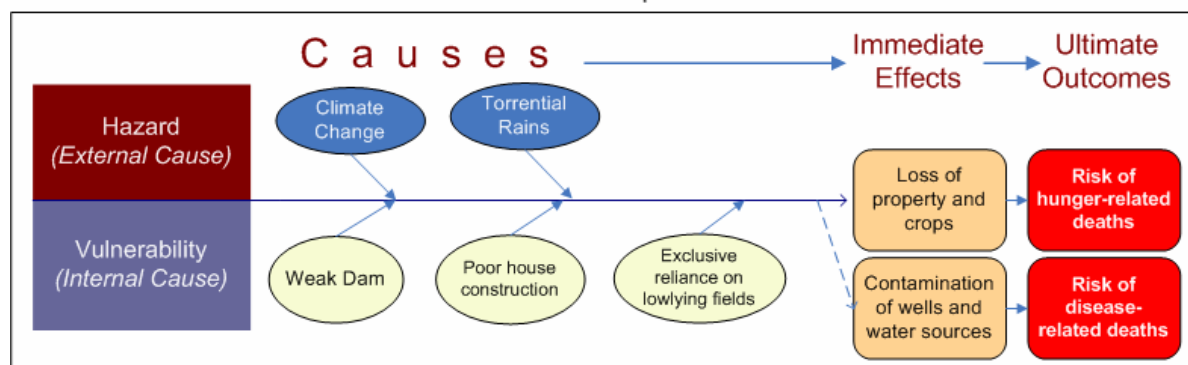 C a u s e s
Immediate
Effects
Ultimate
Outcomes
Hazard
(External Cause)
Climate
Change
Torrential
Rains
Loss of
property and
crops
Risk of
hunger-related
deaths
Vulnerability
(Internal Cause)
Weak Dam
Poor house
construction
Exclusive
reliance on
lowlying fields
Contamination
of wells and
water sources
Risk of
disease-
related deaths